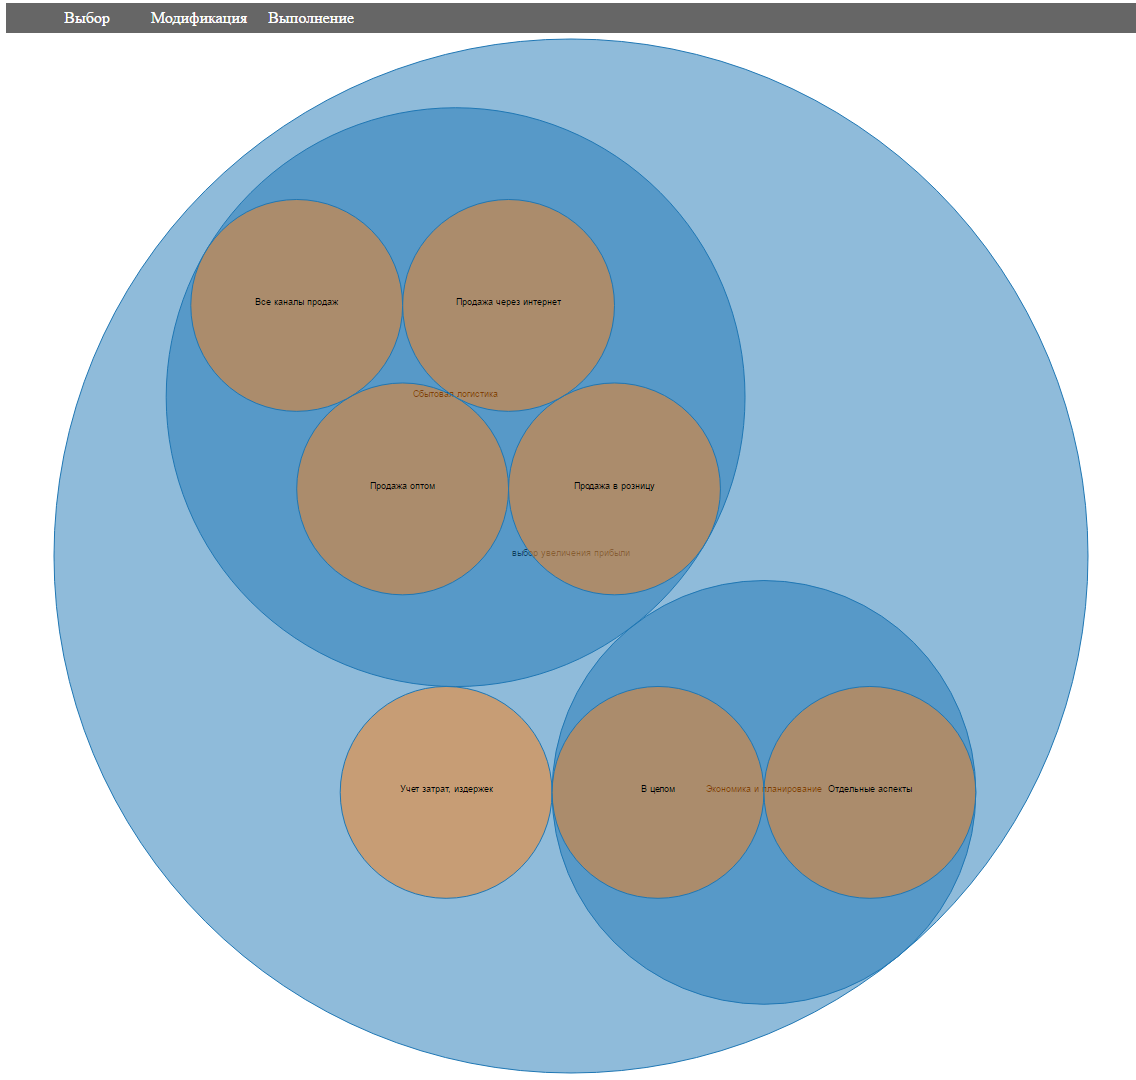 Выбор Модификация Выполнение
Все каналы продаж
Продажа через интернет
Сбытовая логистика
Продажа оптом
Продажа в розницу
выбор увеличения прибыли
Учет затрат, издержек
В целом
Экономика и планирование
Отдельные аспекты